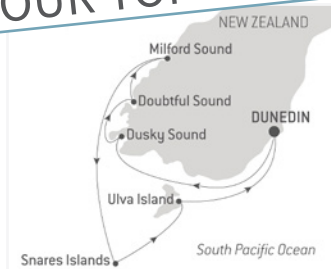 NEW ZEALAND
Milford Sound
Doubtful Sound
DUNEDIN
Dusky Sound
Ulva Island
South Pacific Ocean
Snares Islands